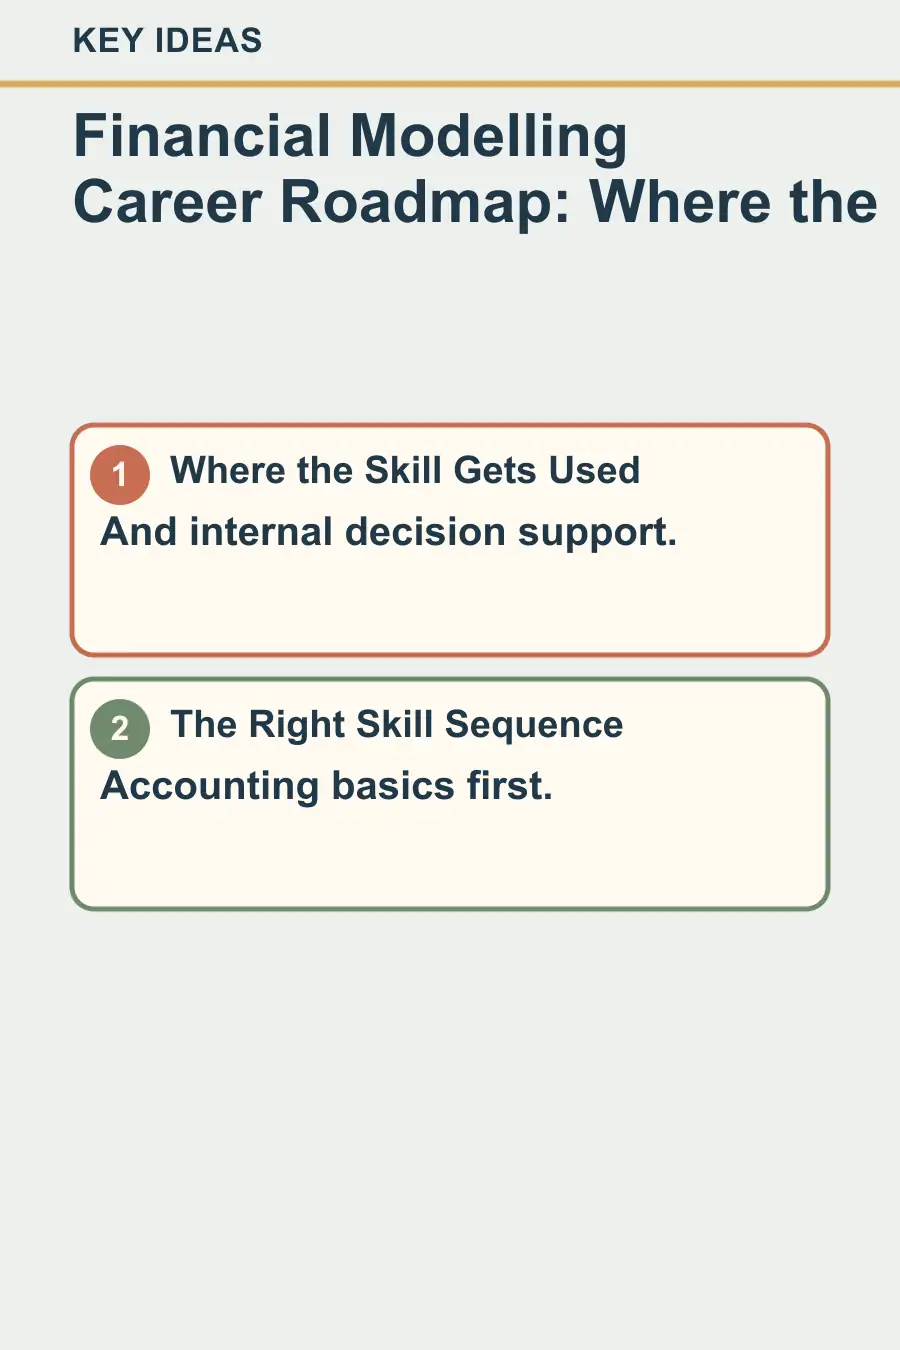 KEY IDEAS
Financial Modelling
Career Roadmap: Where the
1 Where the Skill Gets Used
And internal decision support.
2 The Right Skill Sequence
Accounting basics first.